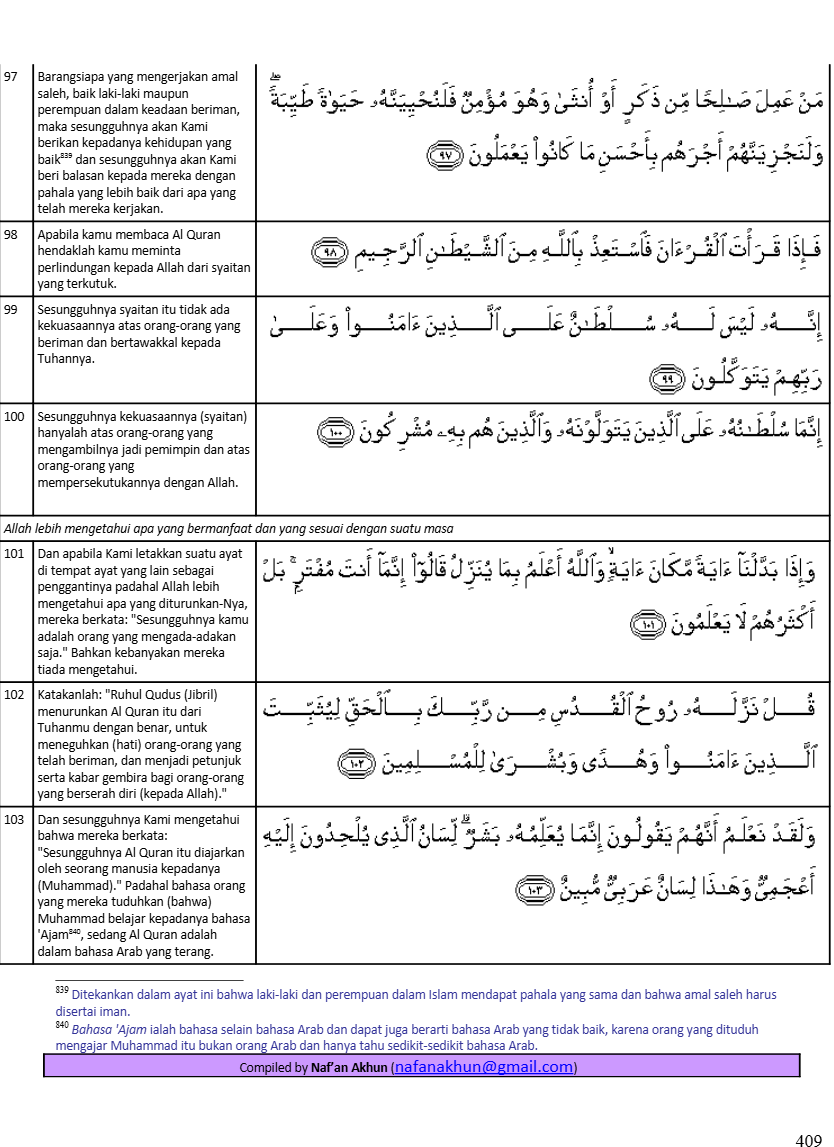 97
Barangsiapa yang mengerjakan amal
saleh, baik laki-laki maupun
perempuan dalam keadaan beriman,
maka sesungguhnya akan Kami
berikan kepadanya kehidupan yang
baik⁸³⁹ dan sesungguhnya akan Kami
beri balasan kepada mereka dengan
pahala yang lebih baik dari apa yang
telah mereka kerjakan.
مَنْ عَمِلَ صَـٰلِحًا مِّن ذَكَرٍ أَوْ أُنثَىٰ وَهُوَ مُؤْمِنٌ فَلَنُحْيِيَنَّهُۥ حَيَوٰةً طَيِّبَةً ۖ
وَلَنَجْزِيَنَّهُمْ أَجْرَهُم بِأَحْسَنِ مَا كَانُوا۟ يَعْمَلُونَ ٩٧
98
Apabila kamu membaca Al Quran
hendaklah kamu meminta
perlindungan kepada Allah dari syaitan
yang terkutuk.
فَإِذَا قَرَأْتَ ٱلْقُرْءَانَ فَٱسْتَعِذْ بِٱللَّهِ مِنَ ٱلشَّيْطَـٰنِ ٱلرَّجِيمِ ٩٨
99
Sesungguhnya syaitan itu tidak ada
kekuasaannya atas orang-orang yang
beriman dan bertawakkal kepada
Tuhannya.
إِنَّهُۥ لَيْسَ لَهُۥ سُلْطَـٰنٌ عَلَى ٱلَّذِينَ ءَامَنُوا۟ وَعَلَىٰ
رَبِّهِمْ يَتَوَكَّلُونَ ٩٩
100
Sesungguhnya kekuasaannya (syaitan)
hanyalah atas orang-orang yang
mengambilnya jadi pemimpin dan atas
orang-orang yang
mempersekutukannya dengan Allah.
إِنَّمَا سُلْطَـٰنُهُۥ عَلَى ٱلَّذِينَ يَتَوَلَّوْنَهُۥ وَٱلَّذِينَ هُم بِهِۦ مُشْرِكُونَ ١٠٠
Allah lebih mengetahui apa yang bermanfaat dan yang sesuai dengan suatu masa
101
Dan apabila Kami letakkan suatu ayat
di tempat ayat yang lain sebagai
penggantinya padahal Allah lebih
mengetahui apa yang diturunkan-Nya,
mereka berkata: "Sesungguhnya kamu
adalah orang yang mengada-adakan
saja." Bahkan kebanyakan mereka
tiada mengetahui.
وَإِذَا بَدَّلْنَآ ءَايَةً مَّكَانَ ءَايَةٍ ۙ وَٱللَّهُ أَعْلَمُ بِمَا يُنَزِّلُ قَالُوٓا۟ إِنَّمَآ أَنتَ مُفْتَرٍۭ ۚ بَلْ
أَكْثَرُهُمْ لَا يَعْلَمُونَ ١٠١
102
Katakanlah: "Ruhul Qudus (Jibril)
menurunkan Al Quran itu dari
Tuhanmu dengan benar, untuk
meneguhkan (hati) orang-orang yang
telah beriman, dan menjadi petunjuk
serta kabar gembira bagi orang-orang
yang berserah diri (kepada Allah)."
قُلْ نَزَّلَهُۥ رُوحُ ٱلْقُدُسِ مِن رَّبِّكَ بِٱلْحَقِّ لِيُثَبِّتَ
ٱلَّذِينَ ءَامَنُوا۟ وَهُدًى وَبُشْرَىٰ لِلْمُسْلِمِينَ ١٠٢
103
Dan sesungguhnya Kami mengetahui
bahwa mereka berkata:
"Sesungguhnya Al Quran itu diajarkan
oleh seorang manusia kepadanya
(Muhammad)." Padahal bahasa orang
yang mereka tuduhkan (bahwa)
Muhammad belajar kepadanya bahasa
'Ajam⁸⁴⁰, sedang Al Quran adalah
dalam bahasa Arab yang terang.
وَلَقَدْ نَعْلَمُ أَنَّهُمْ يَقُولُونَ إِنَّمَا يُعَلِّمُهُۥ بَشَرٌ ۗ لِّسَانُ ٱلَّذِى يُلْحِدُونَ إِلَيْهِ
أَعْجَمِىٌّ وَهَـٰذَا لِسَانٌ عَرَبِىٌّ مُّبِينٌ ١٠٣
⁸³⁹ Ditekankan dalam ayat ini bahwa laki-laki dan perempuan dalam Islam mendapat pahala yang sama dan bahwa amal saleh harus
disertai iman.
⁸⁴⁰ Bahasa 'Ajam ialah bahasa selain bahasa Arab dan dapat juga berarti bahasa Arab yang tidak baik, karena orang yang dituduh
mengajar Muhammad itu bukan orang Arab dan hanya tahu sedikit-sedikit bahasa Arab.
Compiled by Naf’an Akhun (nafanakhun@gmail.com)
409